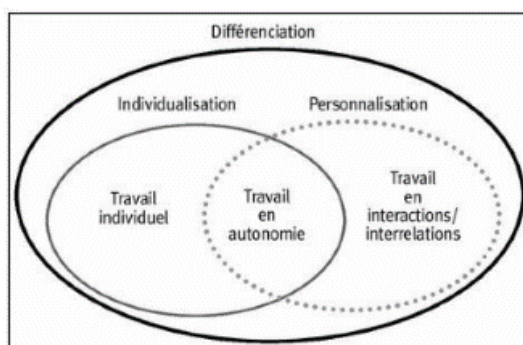 Différenciation
Individualisation
Personnalisation
Travail
individuel
Travail
en
autonomie
Travail
en
interactions/
interrelations